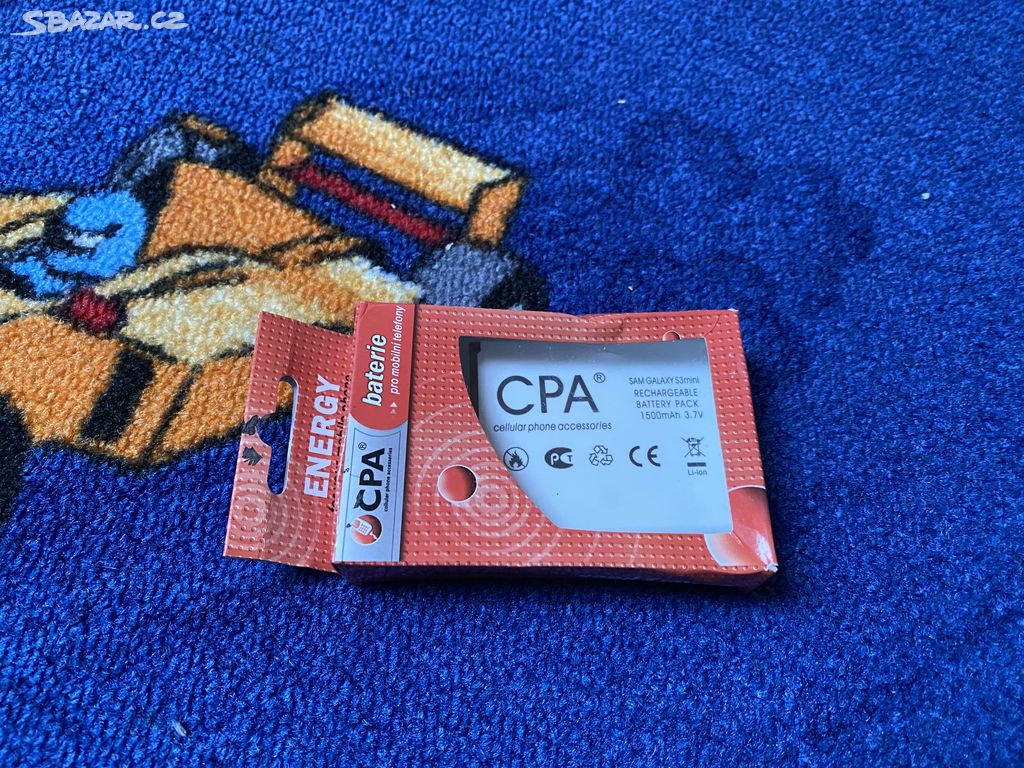 SBAZAR.CZ
ENERGY
CPA®
cellular phone accessories
baterie
pro mobilní telefony
CPA®
cellular phone accessories
SAM GALAXY S3mini
RECHARGEABLE
BATTERY PACK
1500mAh 3.7V
PCT
CE
Li-ion